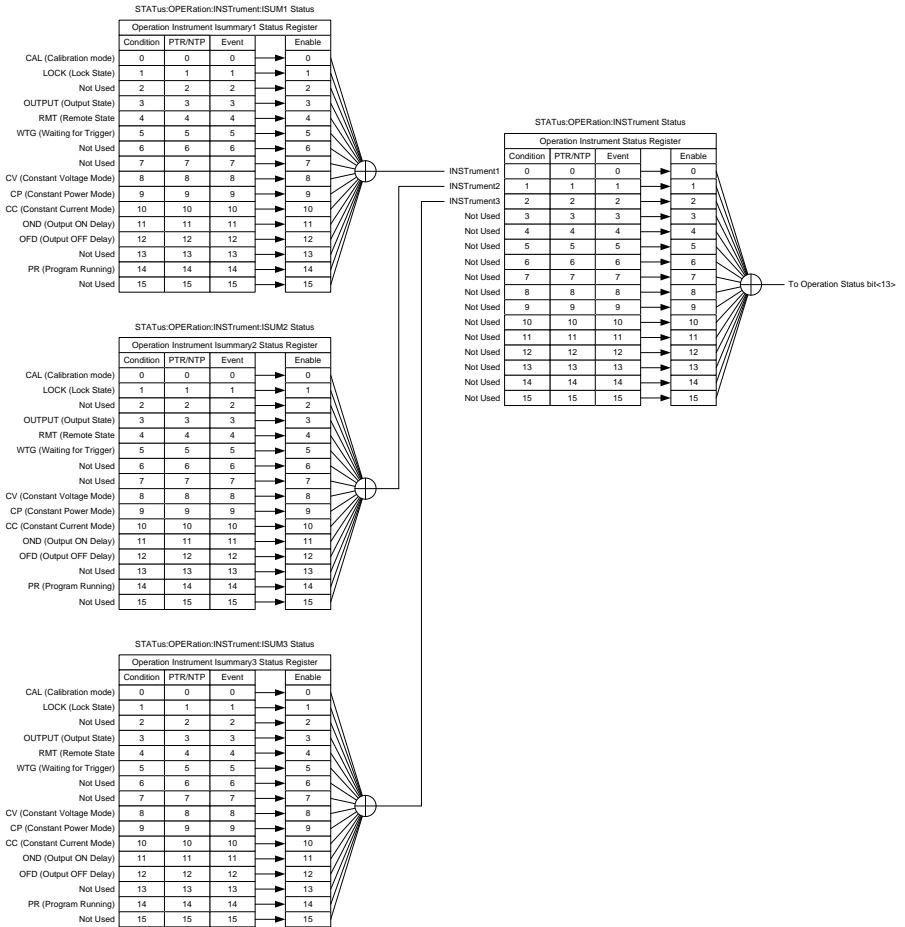 STATus:OPERation:INSTrument:ISUM1 Status
Operation Instrument Isummary1 Status Register
Condition PTR/NTP Event Enable
CAL (Calibration mode) 0 0 0 0
LOCK (Lock State) 1 1 1 1
Not Used 2 2 2 2
OUTPUT (Output State) 3 3 3 3
RMT (Remote State 4 4 4 4
WTG (Waiting for Trigger) 5 5 5 5
Not Used 6 6 6 6
Not Used 7 7 7 7
CV (Constant Voltage Mode) 8 8 8 8
CP (Constant Power Mode) 9 9 9 9
CC (Constant Current Mode) 10 10 10 10
OND (Output ON Delay) 11 11 11 11
OFD (Output OFF Delay) 12 12 12 12
Not Used 13 13 13 13
PR (Program Running) 14 14 14 14
Not Used 15 15 15 15
STATus:OPERation:INSTrument Status
Operation Instrument Status Register
Condition PTR/NTP Event Enable
INSTrument1 0 0 0 0
INSTrument2 1 1 1 1
INSTrument3 2 2 2 2
Not Used 3 3 3 3
Not Used 4 4 4 4
Not Used 5 5 5 5
Not Used 6 6 6 6
Not Used 7 7 7 7
Not Used 8 8 8 8
Not Used 9 9 9 9
Not Used 10 10 10 10
Not Used 11 11 11 11
Not Used 12 12 12 12
Not Used 13 13 13 13
Not Used 14 14 14 14
Not Used 15 15 15 15
To Operation Status bit<13>
STATus:OPERation:INSTrument:ISUM2 Status
Operation Instrument Isummary2 Status Register
Condition PTR/NTP Event Enable
CAL (Calibration mode) 0 0 0 0
LOCK (Lock State) 1 1 1 1
Not Used 2 2 2 2
OUTPUT (Output State) 3 3 3 3
RMT (Remote State 4 4 4 4
WTG (Waiting for Trigger) 5 5 5 5
Not Used 6 6 6 6
Not Used 7 7 7 7
CV (Constant Voltage Mode) 8 8 8 8
CP (Constant Power Mode) 9 9 9 9
CC (Constant Current Mode) 10 10 10 10
OND (Output ON Delay) 11 11 11 11
OFD (Output OFF Delay) 12 12 12 12
Not Used 13 13 13 13
PR (Program Running) 14 14 14 14
Not Used 15 15 15 15
STATus:OPERation:INSTrument:ISUM3 Status
Operation Instrument Isummary3 Status Register
Condition PTR/NTP Event Enable
CAL (Calibration mode) 0 0 0 0
LOCK (Lock State) 1 1 1 1
Not Used 2 2 2 2
OUTPUT (Output State) 3 3 3 3
RMT (Remote State 4 4 4 4
WTG (Waiting for Trigger) 5 5 5 5
Not Used 6 6 6 6
Not Used 7 7 7 7
CV (Constant Voltage Mode) 8 8 8 8
CP (Constant Power Mode) 9 9 9 9
CC (Constant Current Mode) 10 10 10 10
OND (Output ON Delay) 11 11 11 11
OFD (Output OFF Delay) 12 12 12 12
Not Used 13 13 13 13
PR (Program Running) 14 14 14 14
Not Used 15 15 15 15